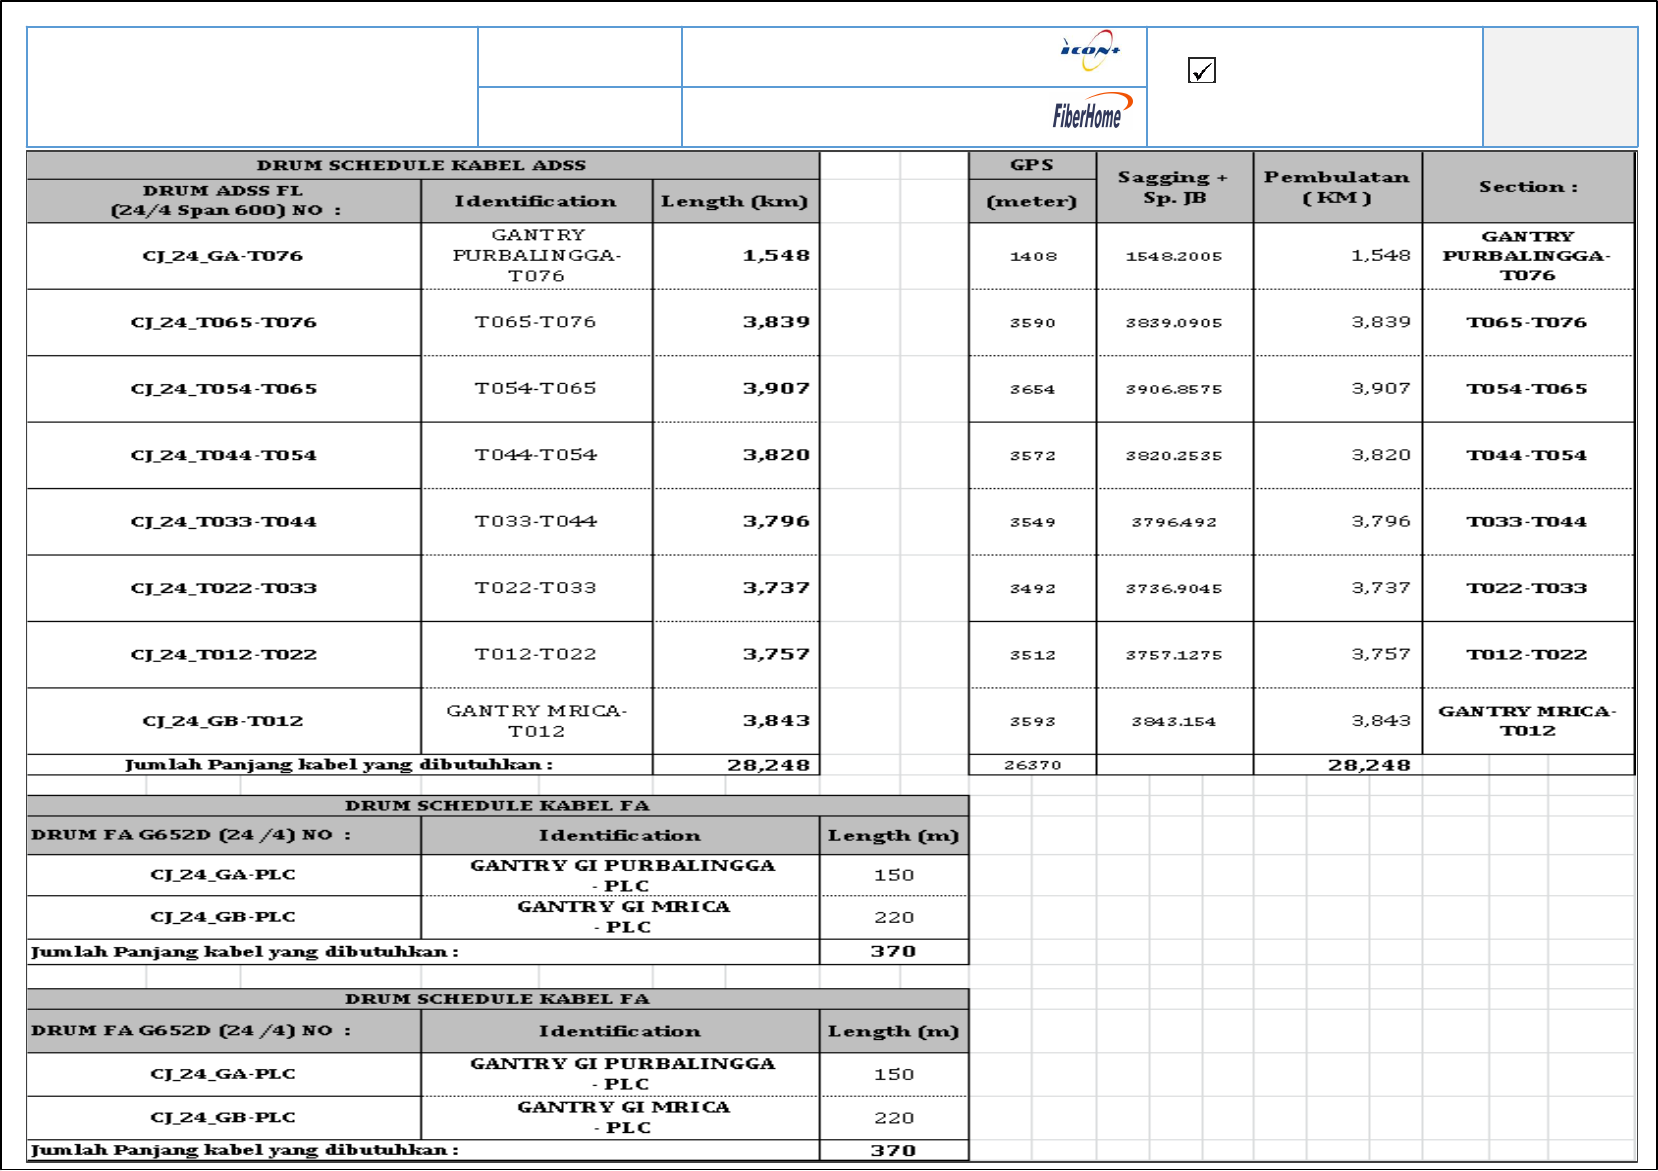 icon+
FiberHome
DRUM SCHEDULE KABEL ADSS
GPS
Sagging +
Sp. JB
Pembulatan
( KM )
Section :
DRUM ADSS FL
(24/4 Span 600) NO :
Identification
Length (km)
(meter)
CJ_24_GA-T076
GANTRY
PURBALINGGA-
T076
1,548
1408
1548.2005
1,548
GANTRY
PURBALINGGA-
T076
CJ_24_T065-T076
T065-T076
3,839
3590
3839.0905
3,839
T065-T076
CJ_24_T054-T065
T054-T065
3,907
3654
3906.8575
3,907
T054-T065
CJ_24_T044-T054
T044-T054
3,820
3572
3820.2535
3,820
T044-T054
CJ_24_T033-T044
T033-T044
3,796
3549
3796.492
3,796
T033-T044
CJ_24_T022-T033
T022-T033
3,737
3492
3736.9045
3,737
T022-T033
CJ_24_T012-T022
T012-T022
3,757
3512
3757.1275
3,757
T012-T022
CJ_24_GB-T012
GANTRY MRICA-
T012
3,843
3593
3843.154
3,843
GANTRY MRICA-
T012
Jumlah Panjang kabel yang dibutuhkan :
28,248
26370
28,248
DRUM SCHEDULE KABEL FA
DRUM FA G652D (24 /4) NO :
Identification
Length (m)
CJ_24_GA-PLC
GANTRY GI PURBALINGGA
- PLC
150
CJ_24_GB-PLC
GANTRY GI MRICA
- PLC
220
Jumlah Panjang kabel yang dibutuhkan :
370
DRUM SCHEDULE KABEL FA
DRUM FA G652D (24 /4) NO :
Identification
Length (m)
CJ_24_GA-PLC
GANTRY GI PURBALINGGA
- PLC
150
CJ_24_GB-PLC
GANTRY GI MRICA
- PLC
220
Jumlah Panjang kabel yang dibutuhkan :
370